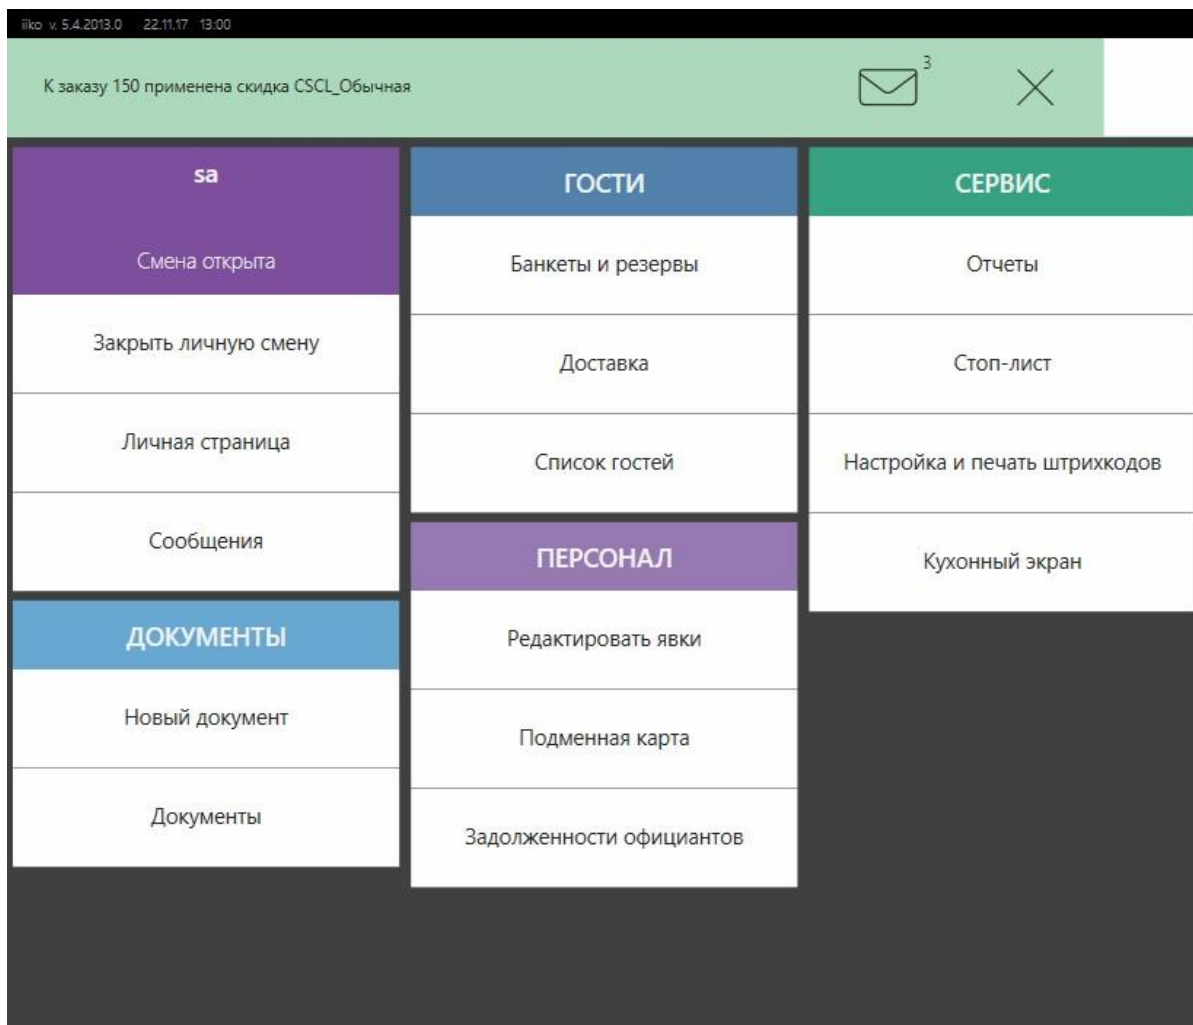 iiko v. 5.4.2013.0 22.11.17 13:00
К заказу 150 применена скидка CSCL_Обычная
3
sa
Смена открыта
Закрыть личную смену
Личная страница
Сообщения
ДОКУМЕНТЫ
Новый документ
Документы
ГОСТИ
Банкеты и резервы
Доставка
Список гостей
ПЕРСОНАЛ
Редактировать явки
Подменная карта
Задолженности официантов
СЕРВИС
Отчеты
Стоп-лист
Настройка и печать штрихкодов
Кухонный экран